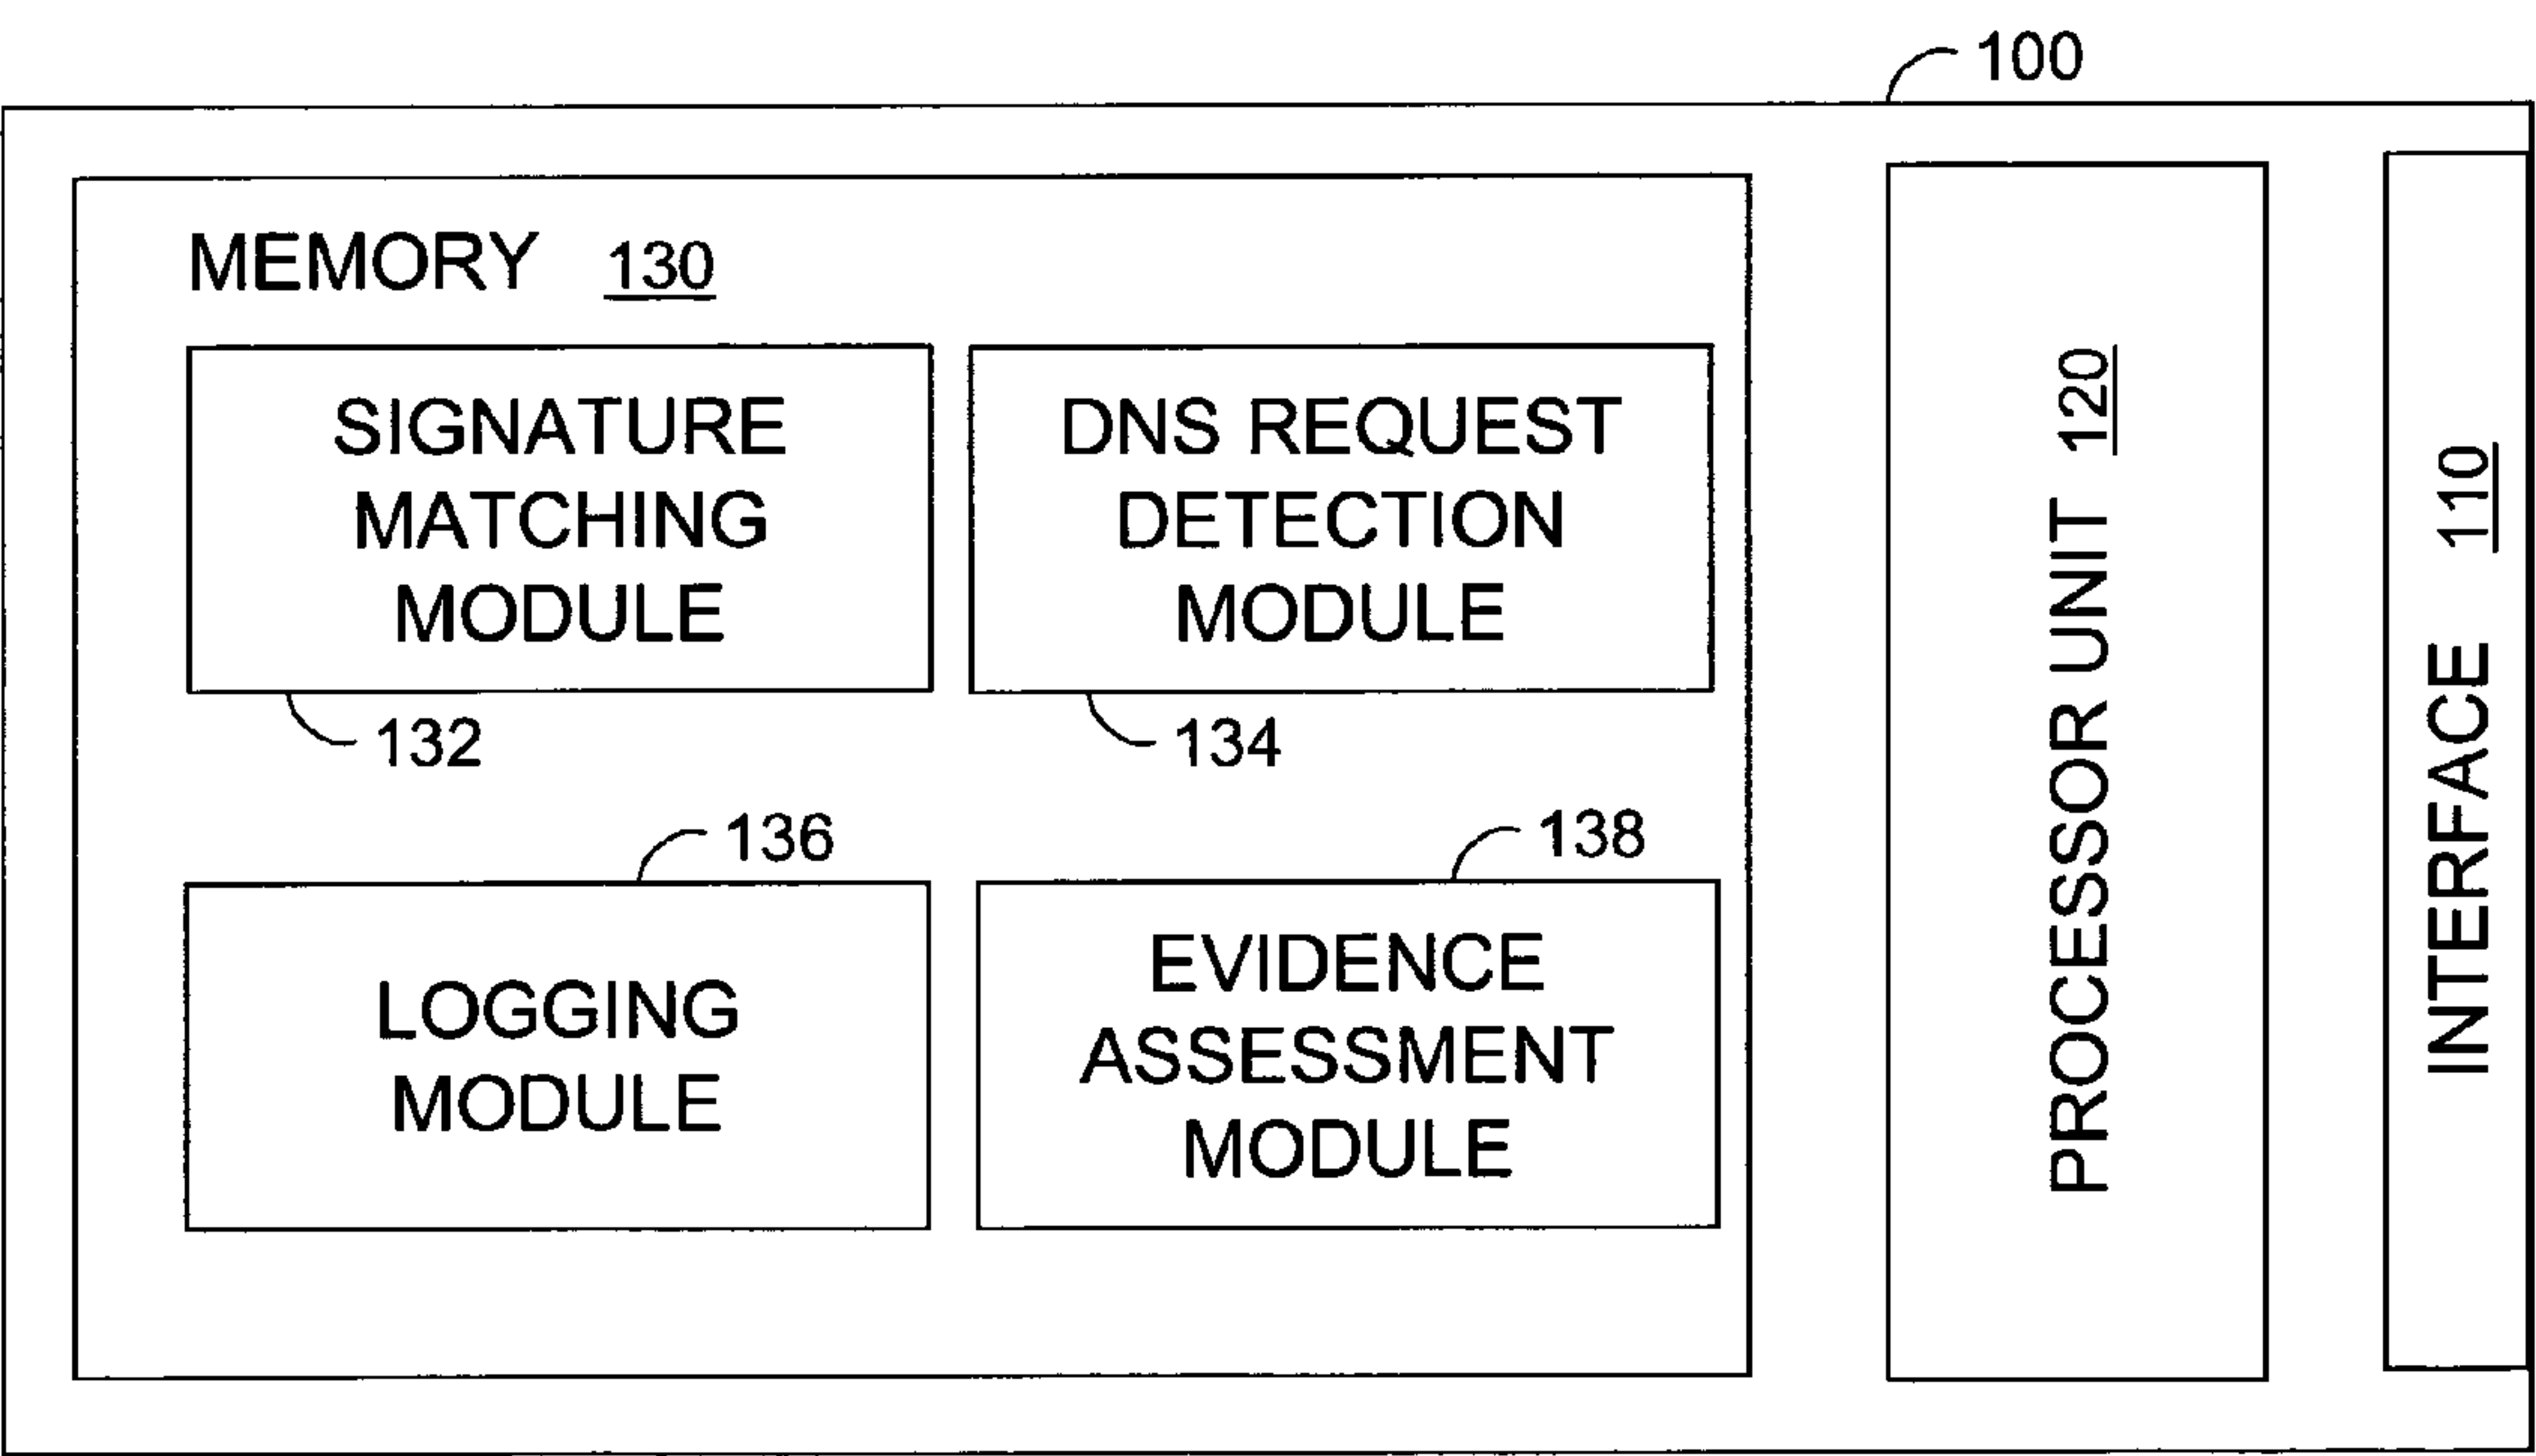 100
MEMORY 130
SIGNATURE
MATCHING
MODULE
132
DNS REQUEST
DETECTION
MODULE
134
136
LOGGING
MODULE
138
EVIDENCE
ASSESSMENT
MODULE
PROCESSOR UNIT 120
INTERFACE 110